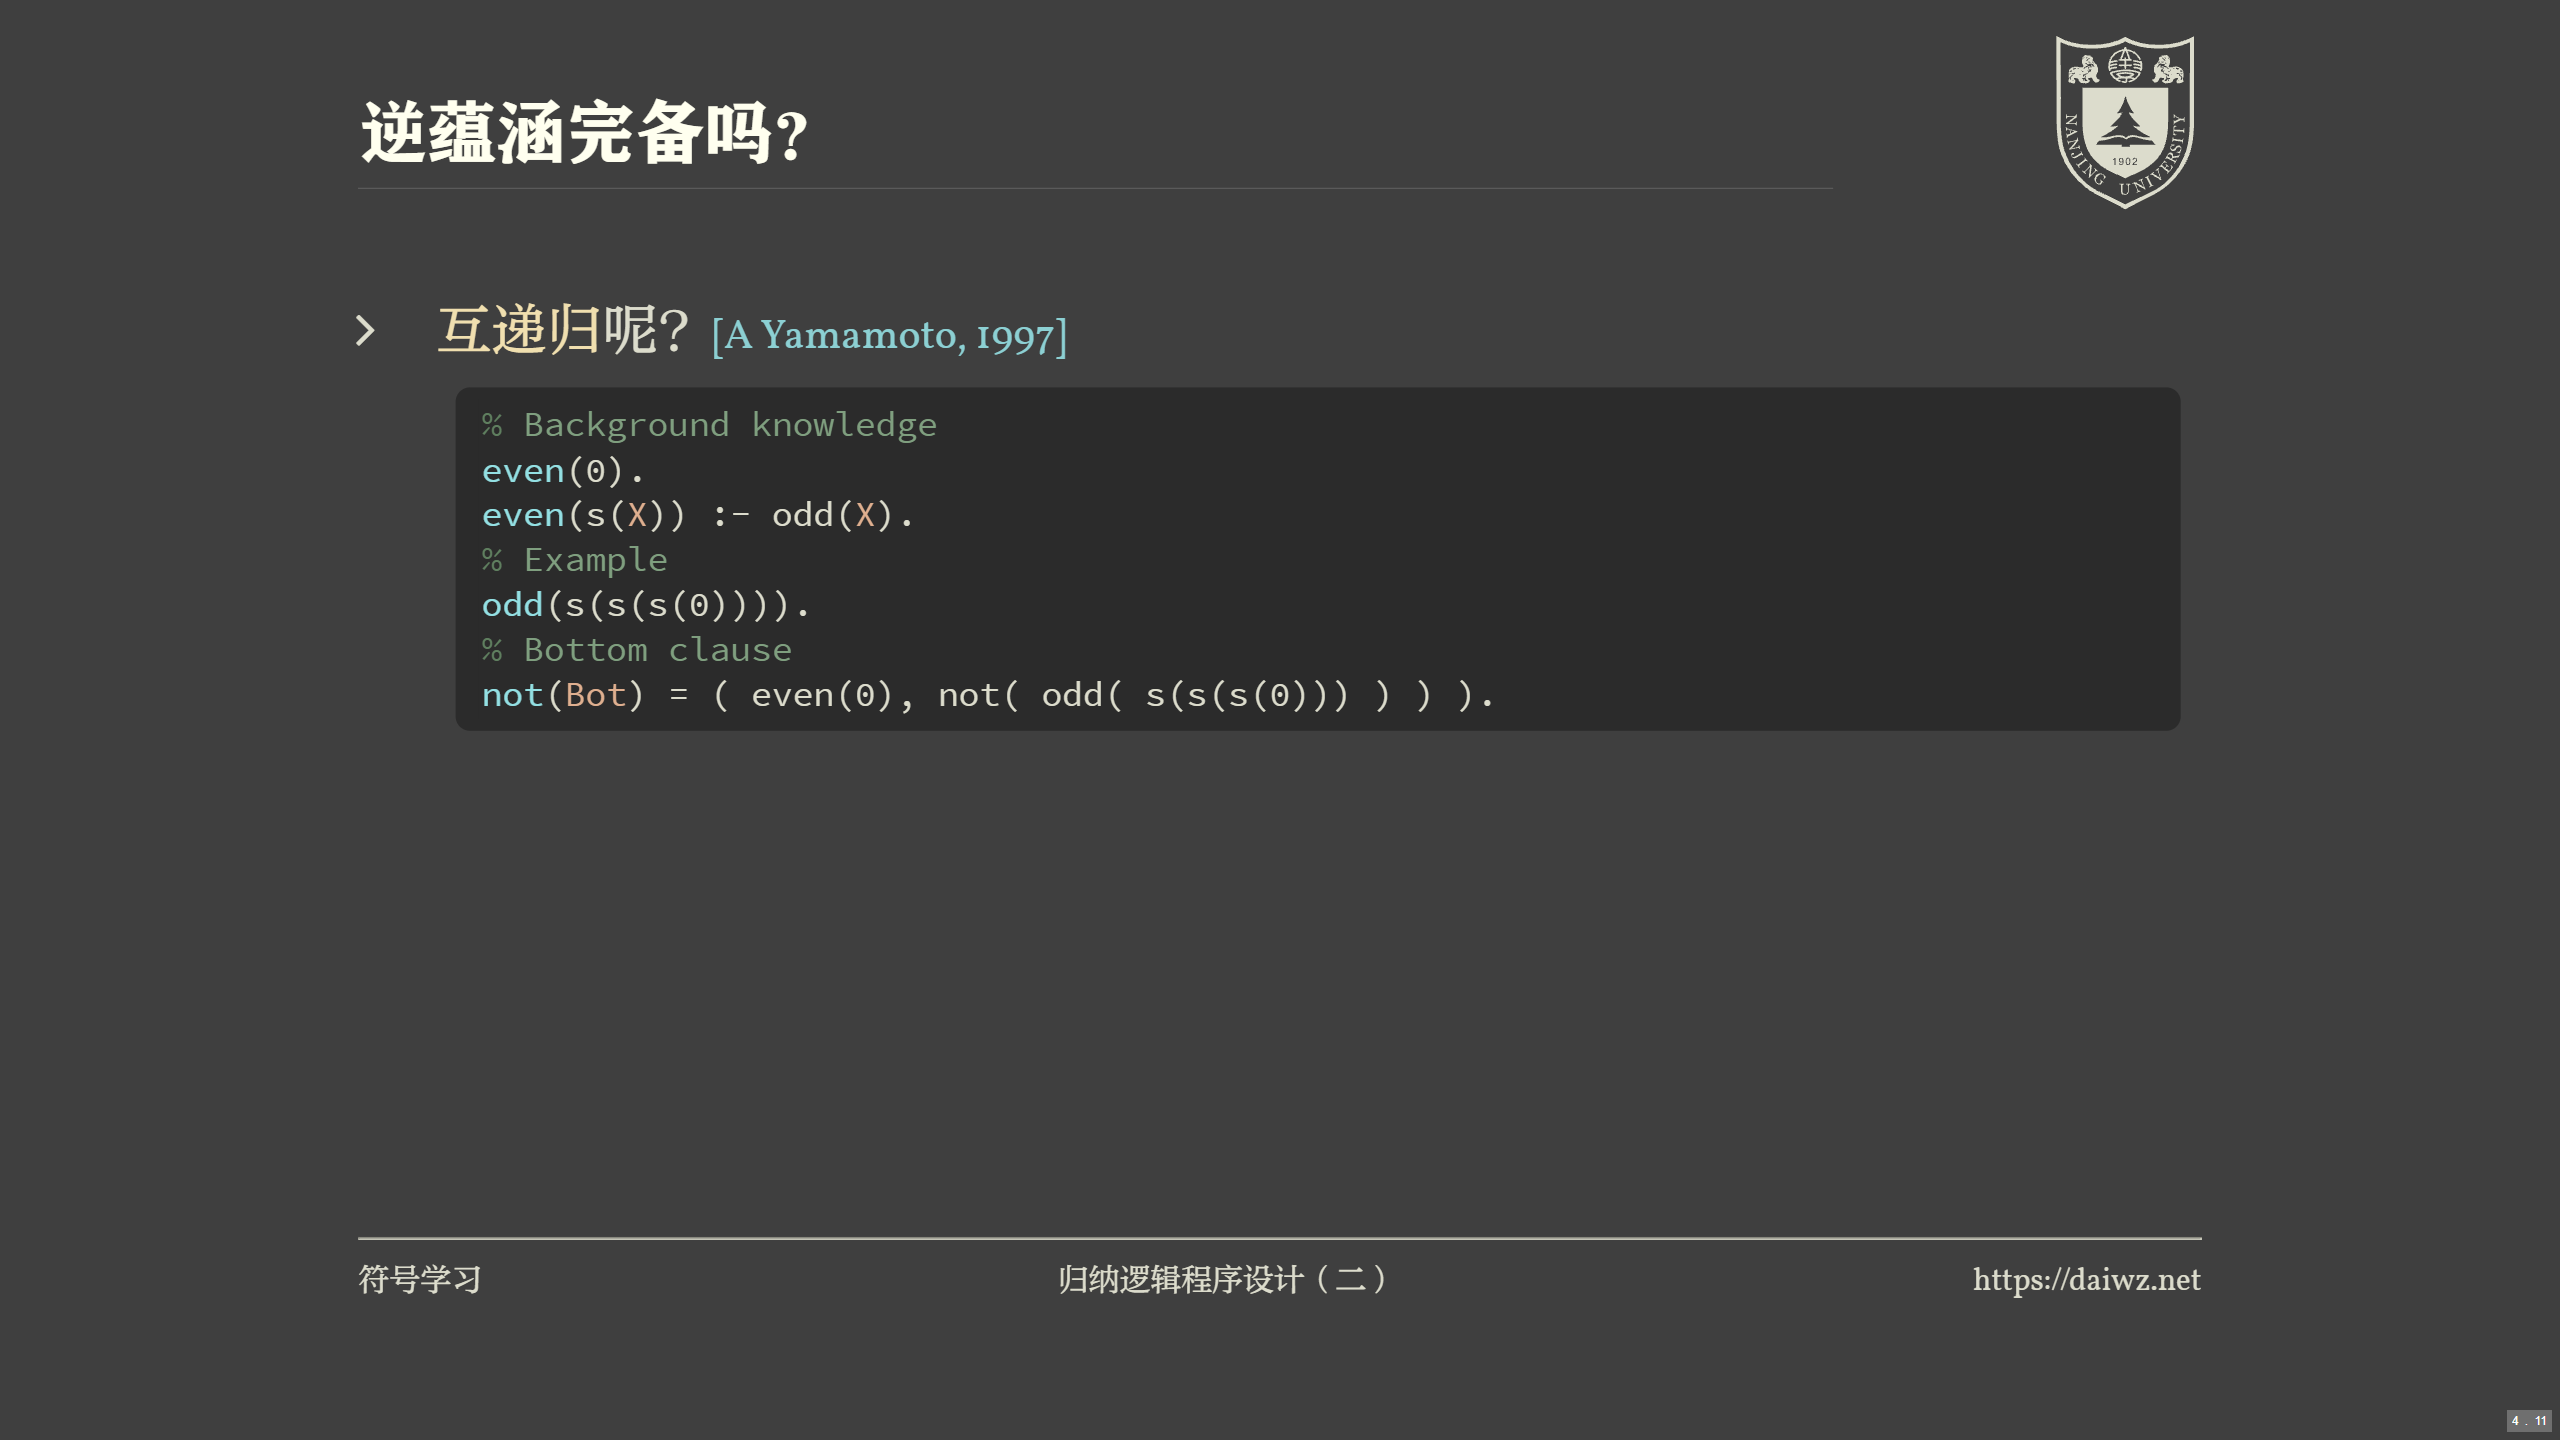 逆蕴涵完备吗?
NANJING UNIVERSITY
1902
互递归呢? [A Yamamoto, 1997]
% Background knowledge
even(0).
even(s(X)) :- odd(X).
% Example
odd(s(s(s(0)))).
% Bottom clause
not(Bot) = ( even(0), not( odd( s(s(s(0))) ) ) ).
符号学习
归纳逻辑程序设计（二）
https://daiwz.net
4 . 11